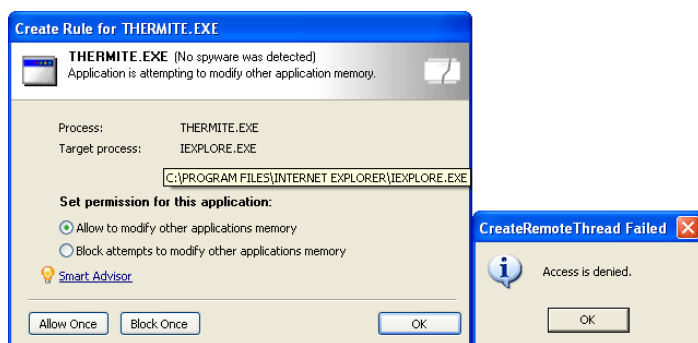 Create Rule for THERMITE.EXE
THERMITE.EXE (No spyware was detected)
Application is attempting to modify other application memory.
Process: THERMITE.EXE
Target process: IEXPLORE.EXE
C:\PROGRAM FILES\INTERNET EXPLORER\IEXPLORE.EXE
Set permission for this application:
Allow to modify other applications memory
Block attempts to modify other applications memory
Smart Advisor
Allow Once Block Once OK
CreateRemoteThread Failed
Access is denied.
OK